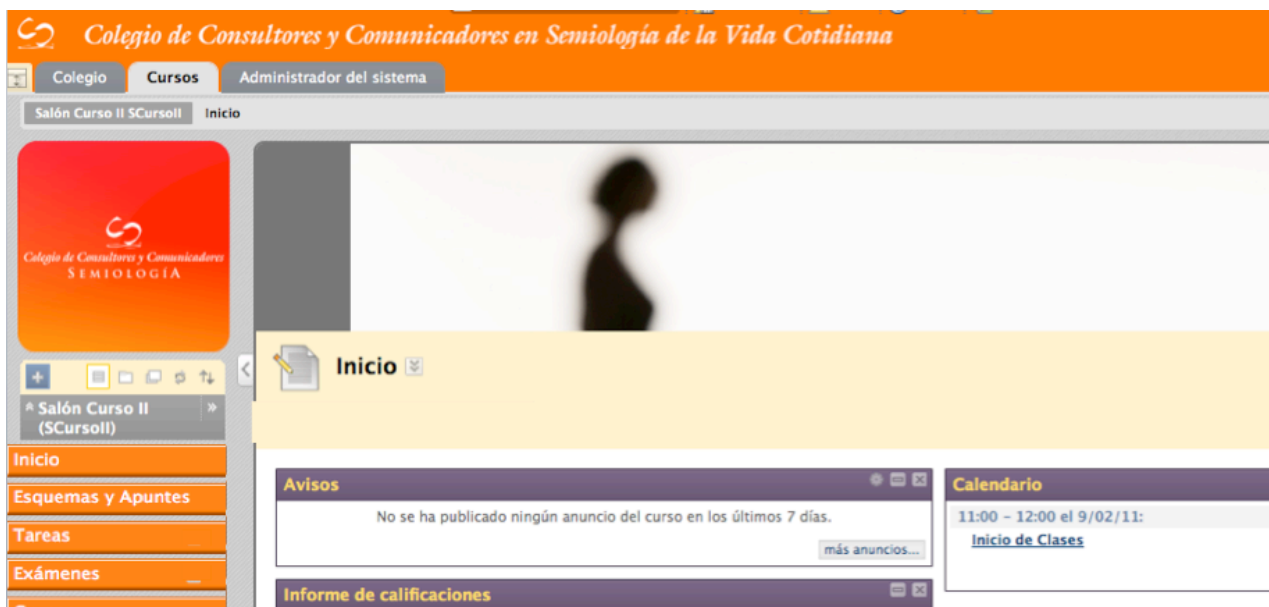 Colegio de Consultores y Comunicadores en Semiología de la Vida Cotidiana
Colegio
Cursos
Administrador del sistema
Salón Curso II SCursoII
Inicio
Colegio de Consultores y Comunicadores
SEMIOLOGÍA
Inicio
Salón Curso II
(SCursoII)
Inicio
Esquemas y Apuntes
Tareas
Exámenes
Avisos
No se ha publicado ningún anuncio del curso en los últimos 7 días.
más anuncios...
Informe de calificaciones
Calendario
11:00 - 12:00 el 9/02/11:
Inicio de Clases